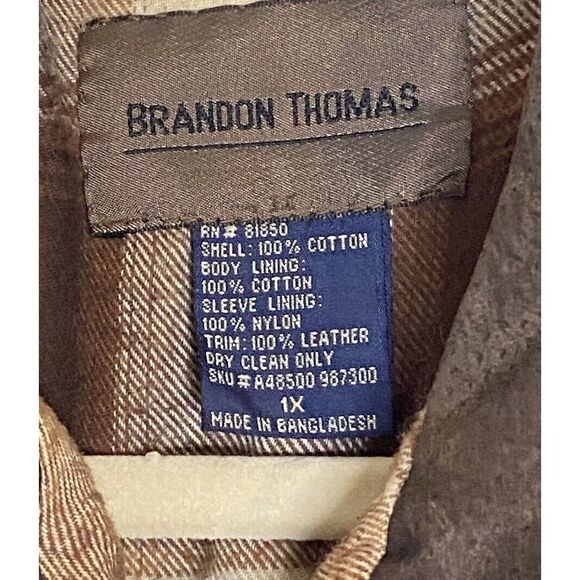 BRANDON THOMAS
RN# 81850
SHELL: 100% COTTON
BODY LINING:
100% COTTON
SLEEVE LINING:
100% NYLON
TRIM: 100% LEATHER
DRY CLEAN ONLY
SKU# A48500 987300
1X
MADE IN BANGLADESH